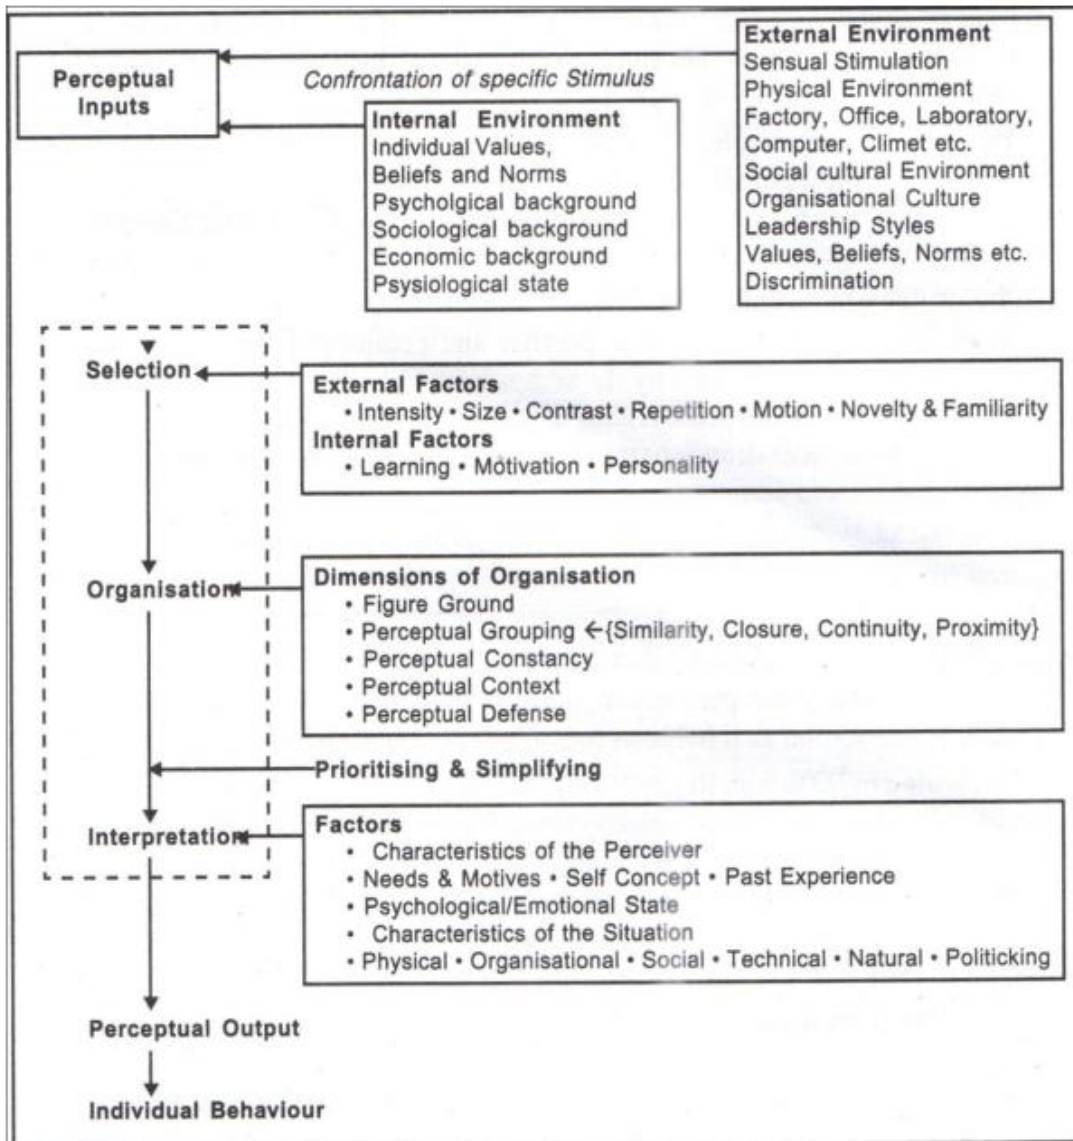 Perceptual
Inputs
Confrontation of specific Stimulus
External Environment
Sensual Stimulation
Physical Environment
Factory, Office, Laboratory,
Computer, Climet etc.
Social cultural Environment
Organisational Culture
Leadership Styles
Values, Beliefs, Norms etc.
Discrimination
Internal Environment
Individual Values,
Beliefs and Norms
Psycholgical background
Sociological background
Economic background
Psysiological state
Selection
External Factors
• Intensity • Size • Contrast • Repetition • Motion • Novelty & Familiarity
Internal Factors
• Learning • Motivation • Personality
Organisation
Dimensions of Organisation
• Figure Ground
• Perceptual Grouping ←{Similarity, Closure, Continuity, Proximity}
• Perceptual Constancy
• Perceptual Context
• Perceptual Defense
Prioritising & Simplifying
Interpretation
Factors
• Characteristics of the Perceiver
• Needs & Motives • Self Concept • Past Experience
• Psychological/Emotional State
• Characteristics of the Situation
• Physical • Organisational • Social • Technical • Natural • Politicking
Perceptual Output
Individual Behaviour